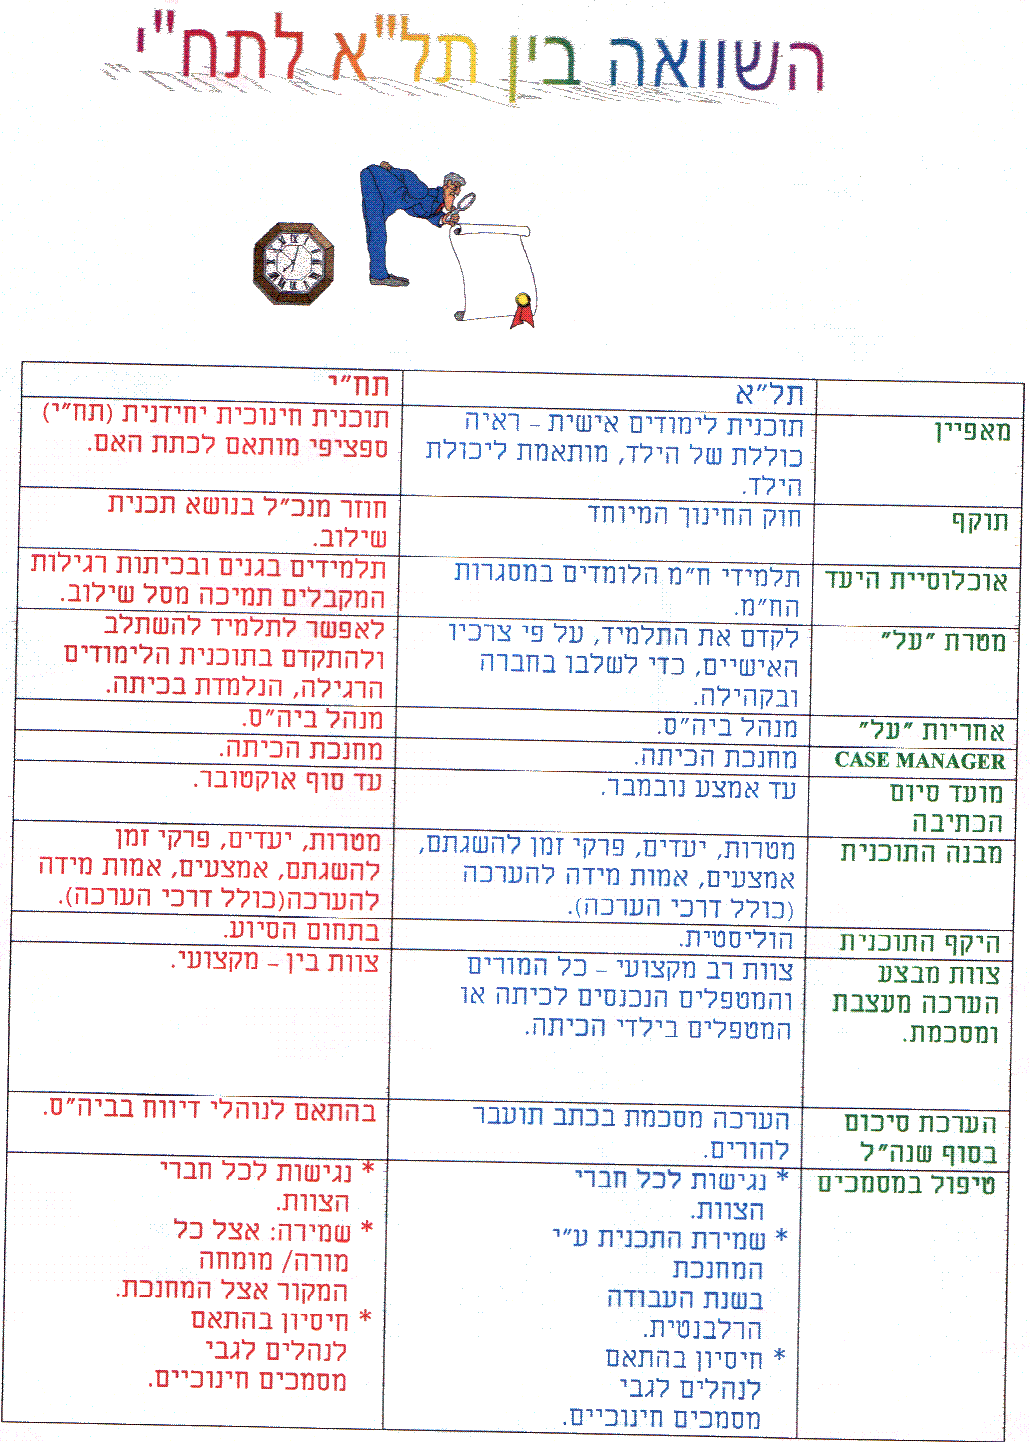 השוואה בין תל"א לתח"י
תל"א
תח"י
מאפיין
תוכנית לימודים אישית - ראיה
כוללת של הילד, מותאמת ליכולת
הילד.
תוכנית חינוכית יחידנית (תח"י)
ספציפי מותאם לכתת האם.
תוקף
חוק החינוך המיוחד
חוזר מנכ"ל בנושא תכנית
שילוב.
אוכלוסיית היעד
תלמידי ח"מ הלומדים במסגרות
הח"מ.
תלמידים בגנים ובכיתות רגילות
המקבלים תמיכה מסל שילוב.
מטרת "על"
לקדם את התלמיד, על פי צרכיו
האישיים, כדי לשלבו בחברה
ובקהילה.
לאפשר לתלמיד להשתלב
ולהתקדם בתוכנית הלימודים
הרגילה, הנלמדת בכיתה.
אחריות "על"
מנהל ביה"ס.
מנהל ביה"ס.
CASE MANAGER
מחנכת הכיתה.
מחנכת הכיתה.
מועד סיום
הכתיבה
עד אמצע נובמבר.
עד סוף אוקטובר.
מבנה התוכנית
מטרות, יעדים, פרקי זמן להשגתם,
אמצעים, אמות מידה להערכה
(כולל דרכי הערכה).
מטרות, יעדים, פרקי זמן
להשגתם, אמצעים, אמות מידה
להערכה(כולל דרכי הערכה).
היקף התוכנית
הוליסטית.
בתחום הסיוע.
צוות מבצע
הערכה מעצבת
ומסכמת.
צוות רב מקצועי - כל המורים
והמטפלים הנכנסים לכיתה או
המטפלים בילדי הכיתה.
צוות בין - מקצועי.
הערכת סיכום
בסוף שנה"ל
הערכה מסכמת בכתב תועבר
להורים.
בהתאם לנוהלי דיווח בביה"ס.
טיפול במסמכים
* נגישות לכל חברי
הצוות.
* שמירת התכנית ע"י
המחנכת
בשנת העבודה
הרלבנטית.
* חיסיון בהתאם
לנהלים לגבי
מסמכים חינוכיים.
* נגישות לכל חברי
הצוות.
* שמירה: אצל כל
מורה/ מומחה
המקור אצל המחנכת.
* חיסיון בהתאם
לנהלים לגבי
מסמכים חינוכיים.